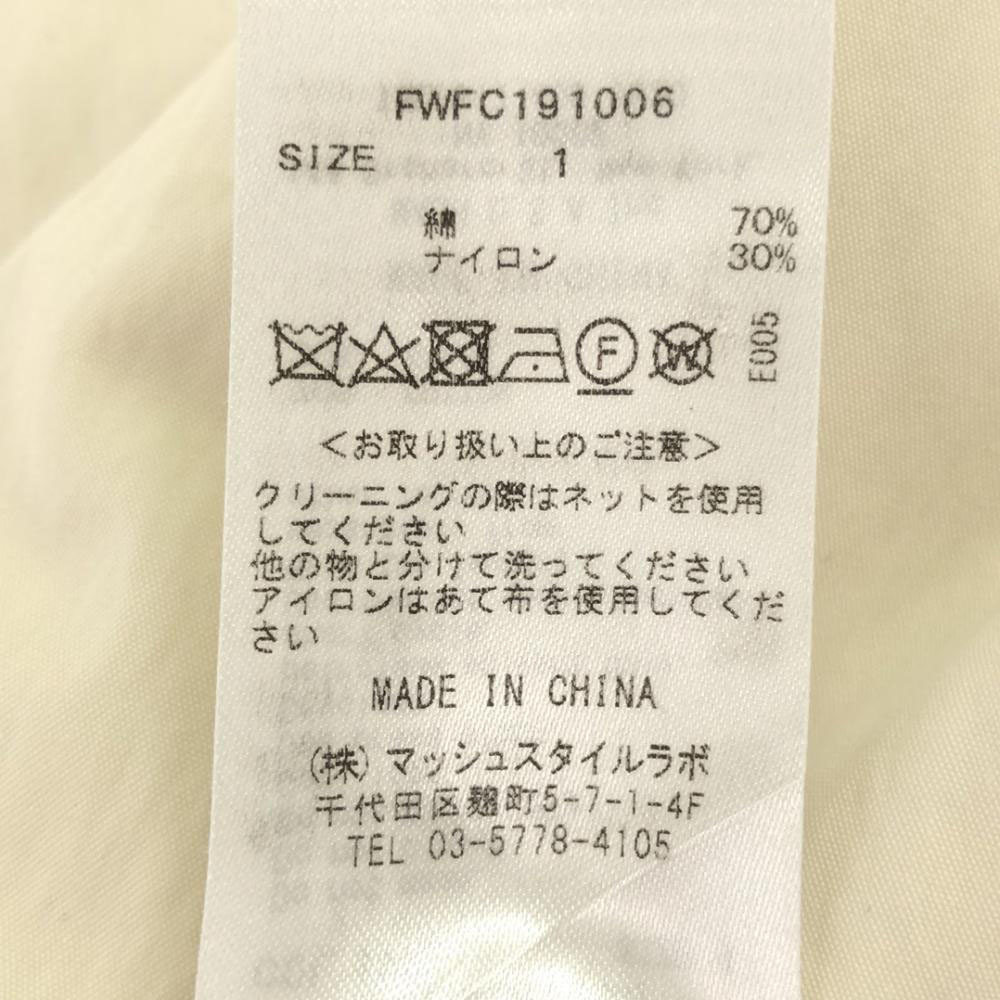 FWFC191006
SIZE 1
綿 70%
ナイロン 30%
F W E005
<お取り扱い上のご注意>
クリーニングの際はネットを使用
してください
他の物と分けて洗ってください
アイロンはあて布を使用してくだ
さい
MADE IN CHINA
(株)マッシュスタイルラボ
千代田区麹町5-7-1-4F
TEL 03-5778-4105